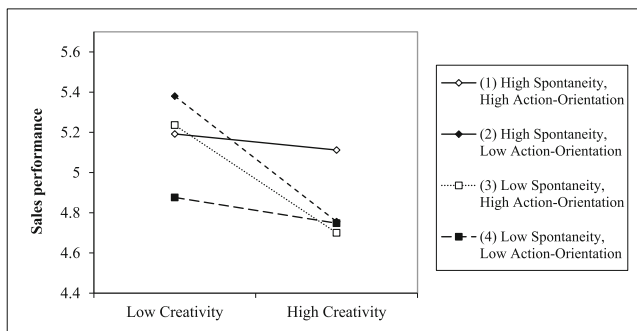 5.6
5.4
5.2
5
4.8
4.6
4.4
Sales performance
Low Creativity
High Creativity
(1) High Spontaneity,
High Action-Orientation
(2) High Spontaneity,
Low Action-Orientation
(3) Low Spontaneity,
High Action-Orientation
(4) Low Spontaneity,
Low Action-Orientation